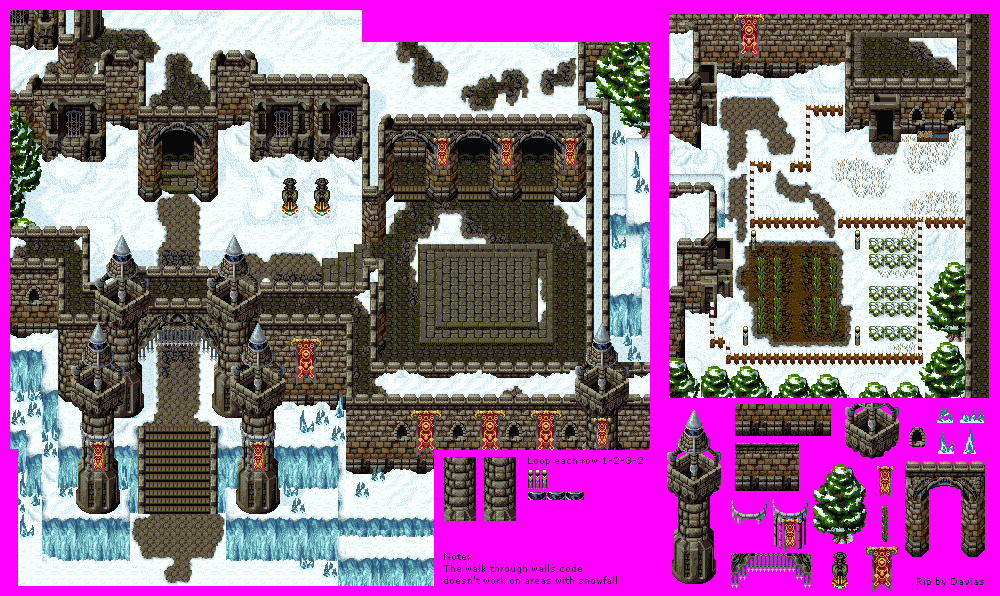 Loop each row 1-2-3-2
Note:
The walk through walls code
doesn't work on areas with snowfall
Rip by Davias